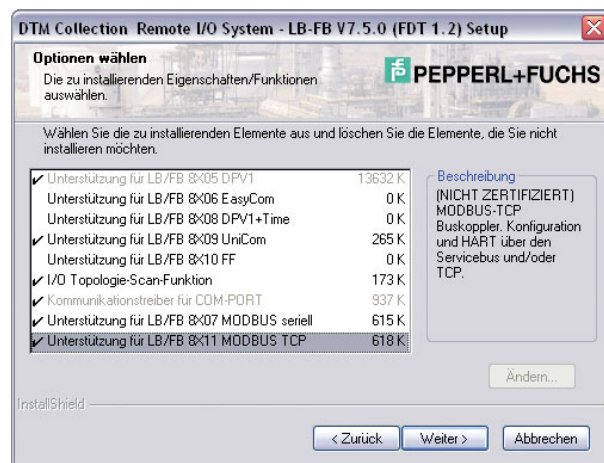 DTM Collection Remote I/O System - LB-FB V7.5.0 (FDT 1.2) Setup
Optionen wählen
Die zu installierenden Eigenschaften/Funktionen
auswählen.
PEPPERL+FUCHS
Wählen Sie die zu installierenden Elemente aus und löschen Sie die Elemente, die Sie nicht
installieren möchten.
Unterstützung für LB/FB 8X05 DPV1 13632 K
Unterstützung für LB/FB 8X06 EasyCom 0 K
Unterstützung für LB/FB 8X08 DPV1+Time 0 K
Unterstützung für LB/FB 8X09 UniCom 265 K
Unterstützung für LB/FB 8X10 FF 0 K
I/O Topologie-Scan-Funktion 173 K
Kommunikationstreiber für COM-PORT 937 K
Unterstützung für LB/FB 8X07 MODBUS seriell 615 K
Unterstützung für LB/FB 8X11 MODBUS TCP 618 K
Beschreibung
(NICHT ZERTIFIZIERT)
MODBUS-TCP
Buskoppler. Konfiguration
und HART über den
Servicebus und/oder
TCP.
Ändern...
InstallShield
< Zurück
Weiter >
Abbrechen